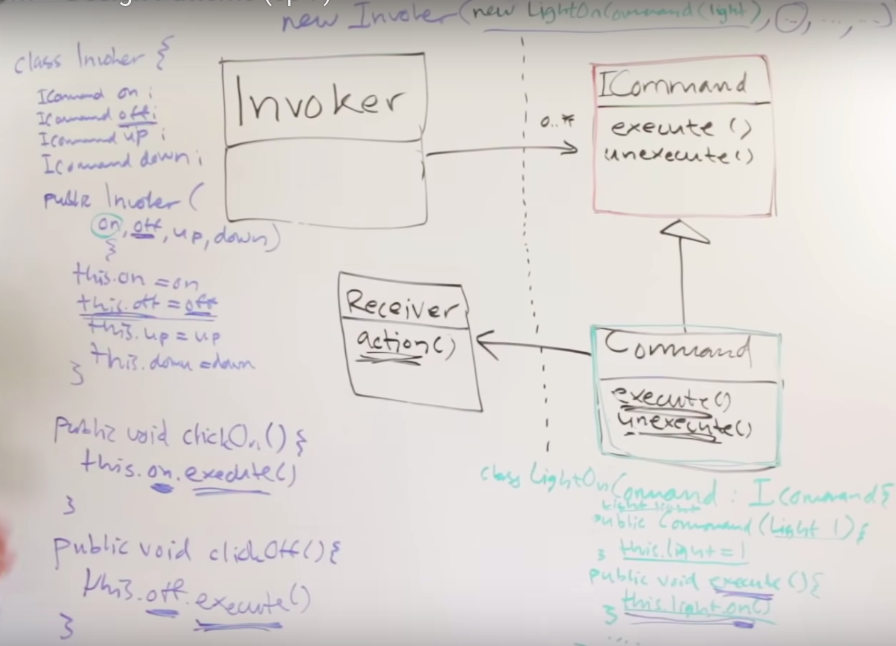 new Invoker(new LightOnCommand(light), (...), ..., ...)
class Invoker {
ICommand on;
ICommand off;
ICommand up;
ICommand down;
public Invoker(
on, off, up, down)
{
this.on = on
this.off = off
this.up = up
this.down = down
}
public void clickOn() {
this.on.execute()
}
public void clickOff() {
this.off.execute()
}
Invoker
0..*
ICommand
execute()
unexecute()
Receiver
action()
Command
execute()
unexecute()
class LightOnCommand : ICommand {
public Command(Light l) {
this.light = l
}
public void execute() {
this.light.on()
}
....